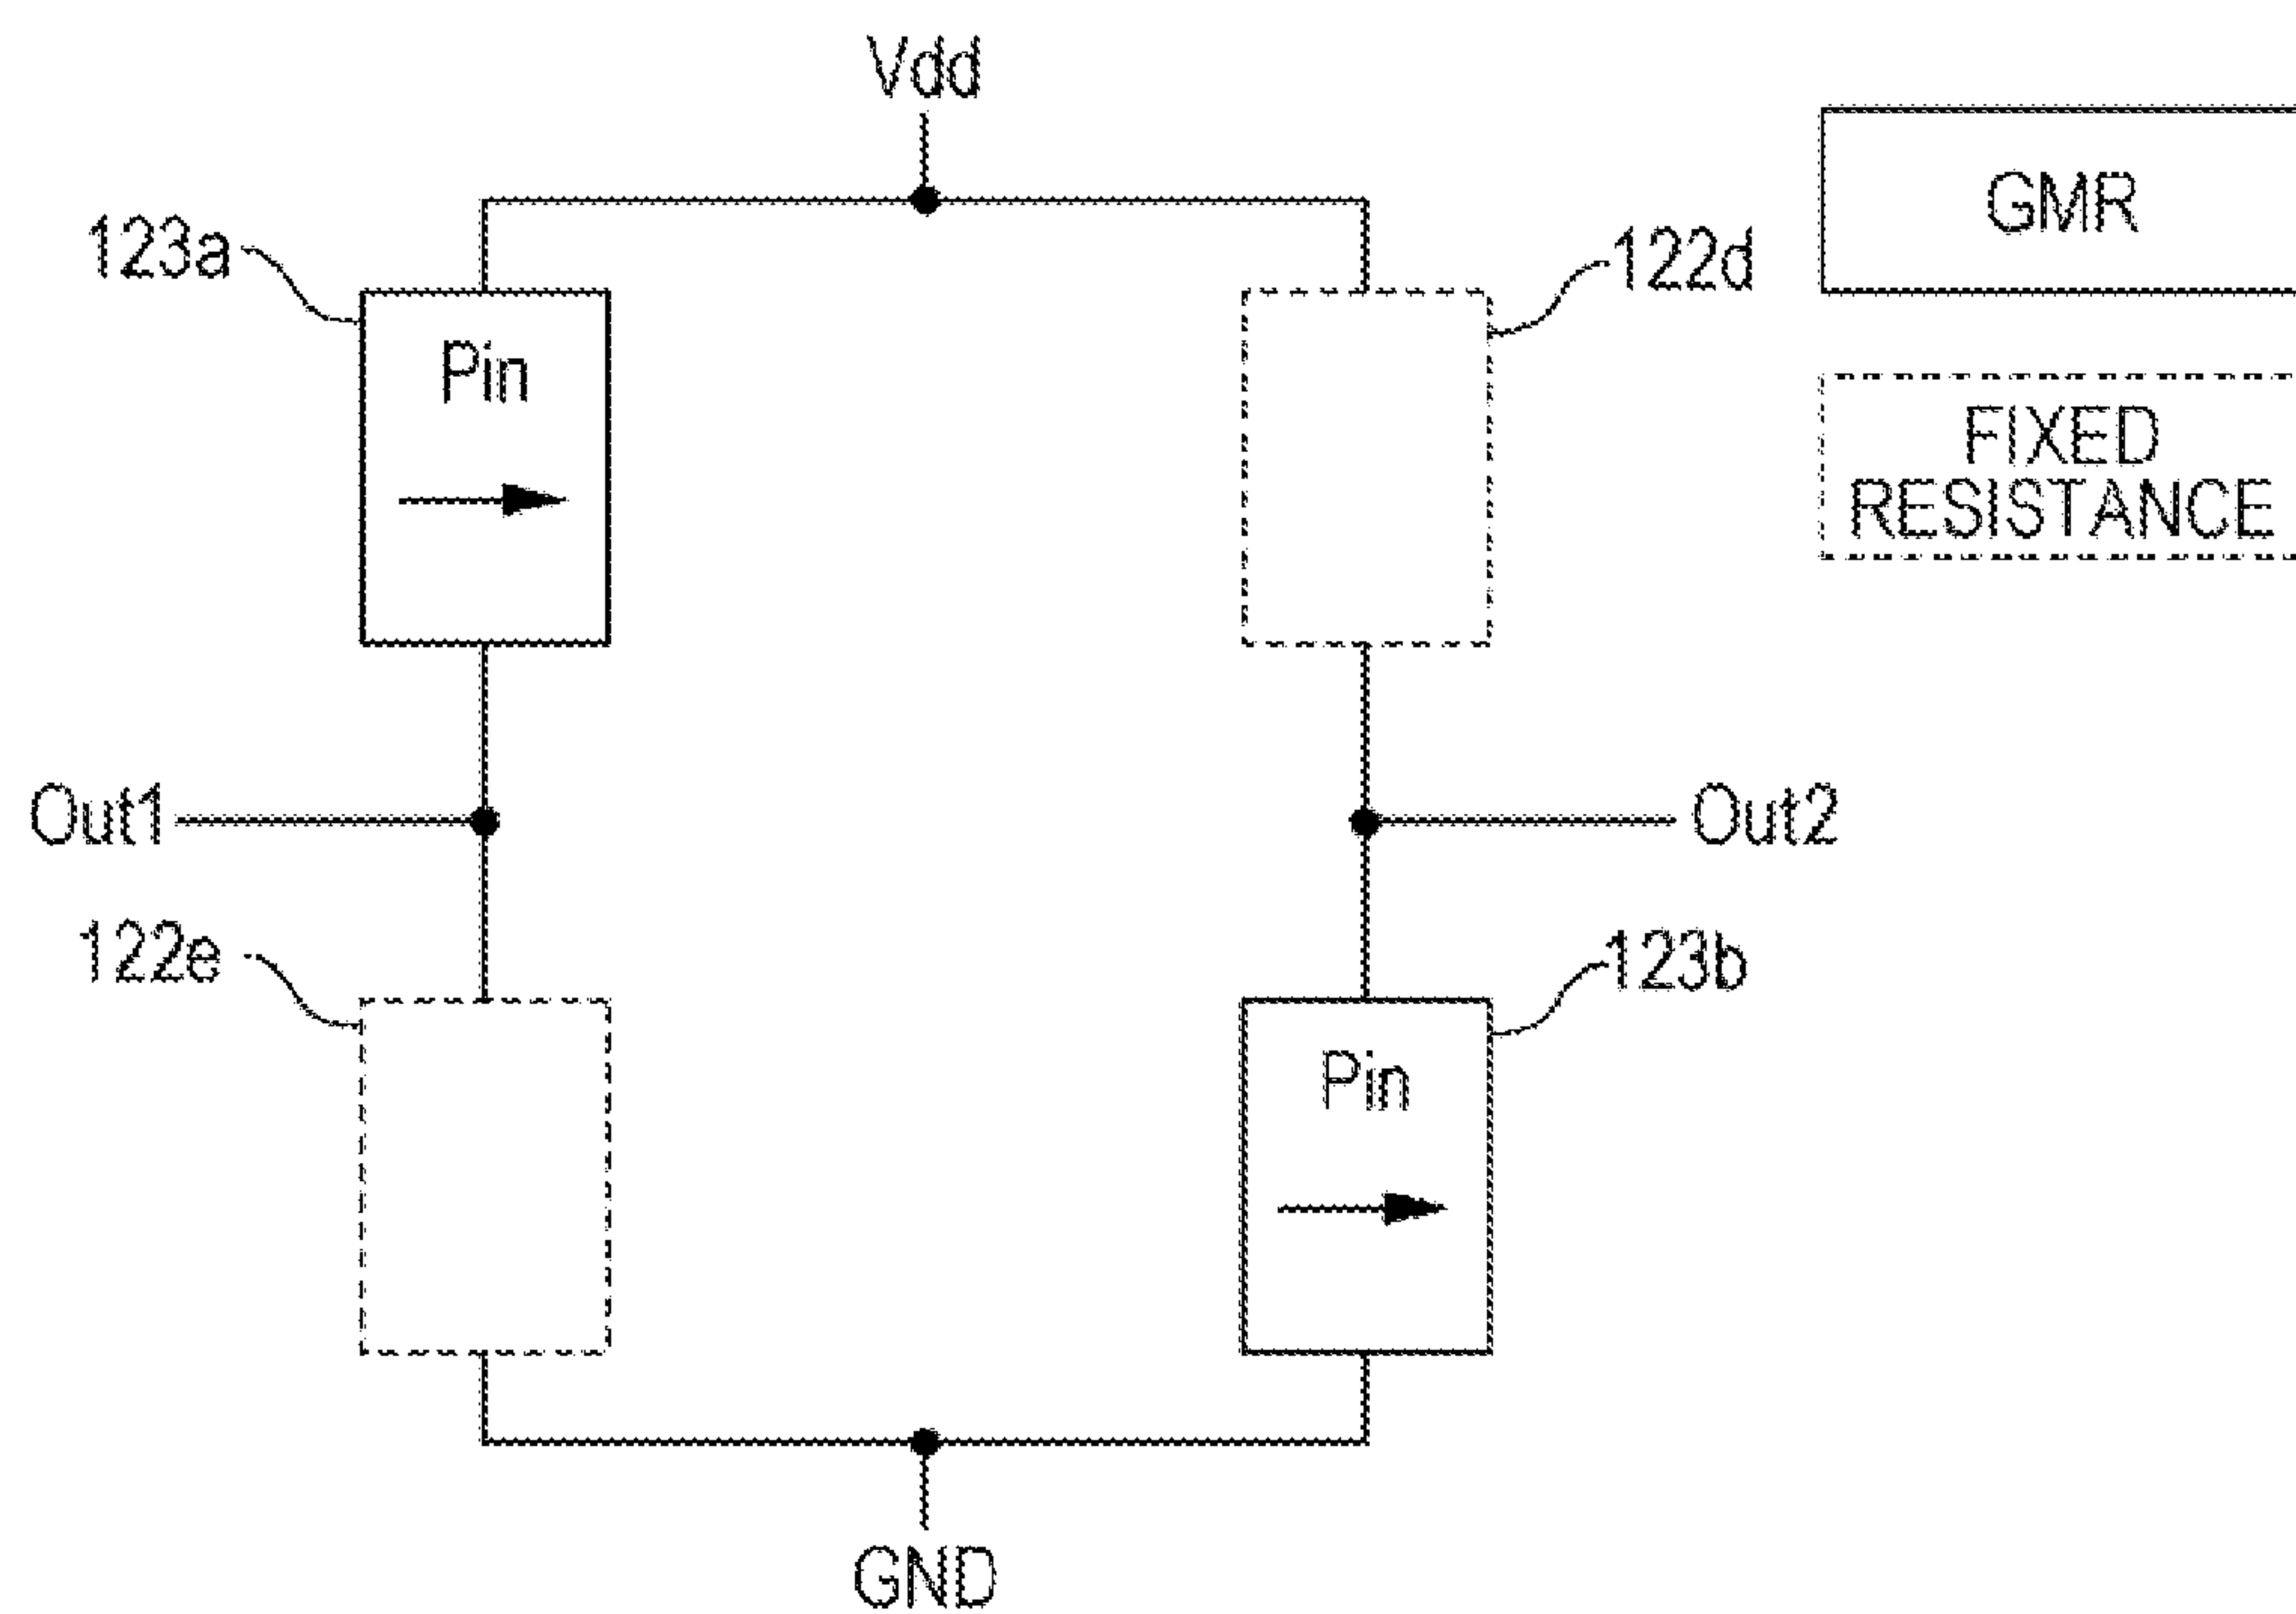 Vdd
GMR
123a
122d
Pin
FIXED
RESISTANCE
Out1
Out2
122e
123b
Pin
GND